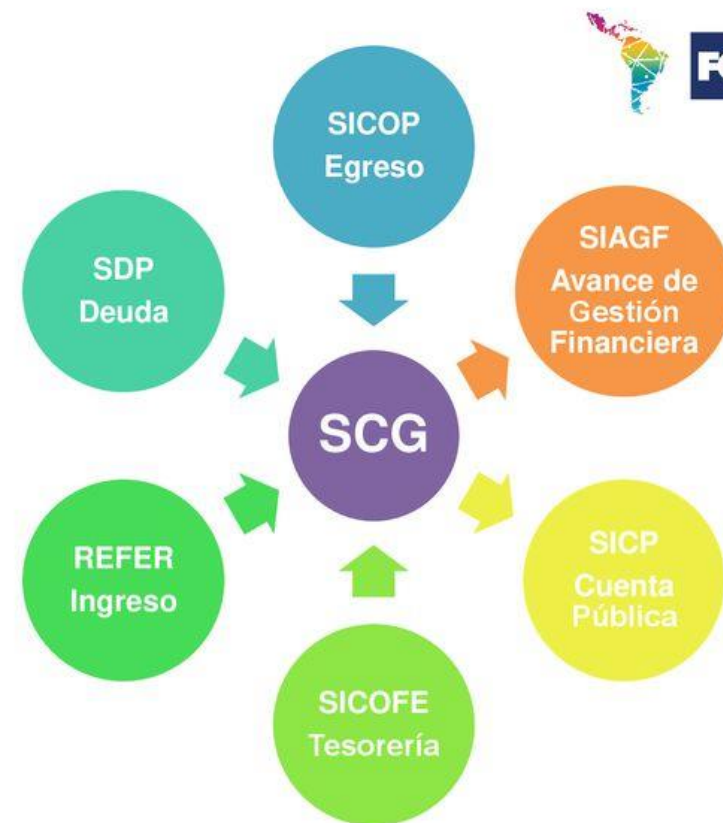 SICOP
Egreso
SDP
Deuda
SIAGF
Avance de
Gestión
Financiera
SCG
REFER
Ingreso
SICP
Cuenta
Pública
SICOFE
Tesorería